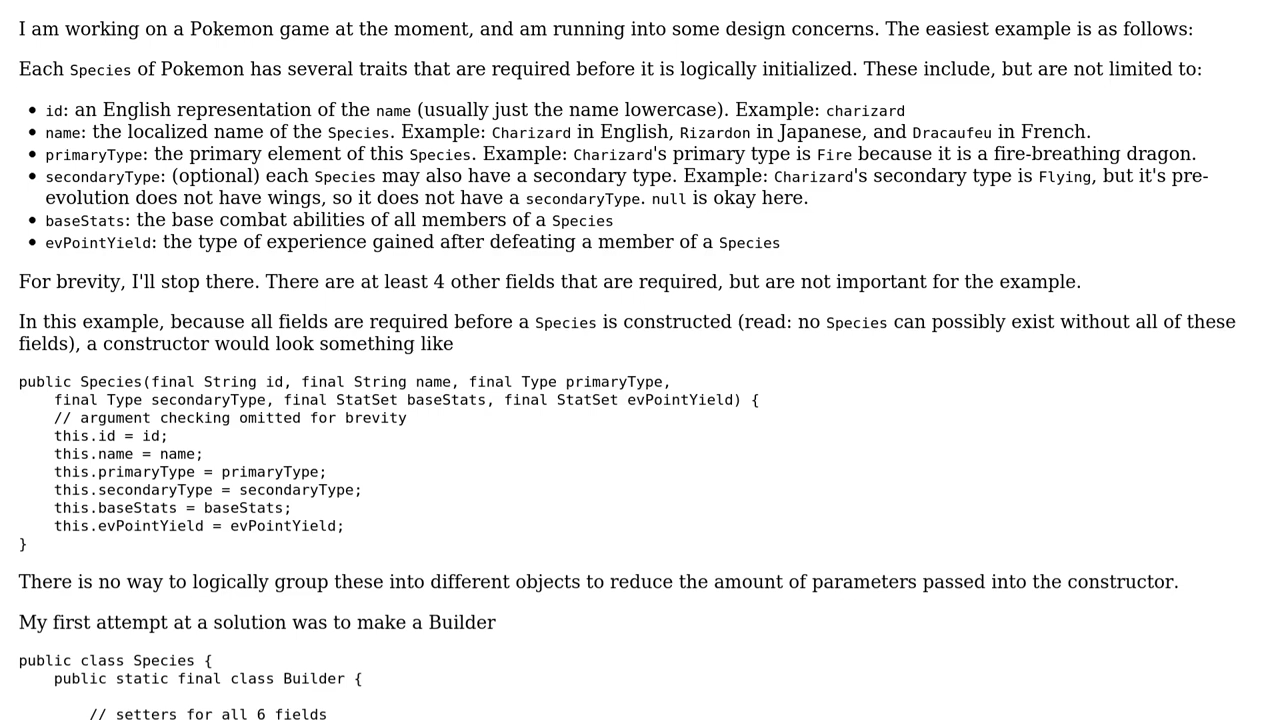 I am working on a Pokemon game at the moment, and am running into some design concerns. The easiest example is as follows:
Each Species of Pokemon has several traits that are required before it is logically initialized. These include, but are not limited to:
• id: an English representation of the name (usually just the name lowercase). Example: charizard
• name: the localized name of the Species. Example: Charizard in English, Rizardon in Japanese, and Dracaufeu in French.
• primaryType: the primary element of this Species. Example: Charizard's primary type is Fire because it is a fire-breathing dragon.
• secondaryType: (optional) each Species may also have a secondary type. Example: Charizard's secondary type is Flying, but it's pre-
evolution does not have wings, so it does not have a secondaryType. null is okay here.
• baseStats: the base combat abilities of all members of a Species
• evPointYield: the type of experience gained after defeating a member of a Species
For brevity, I'll stop there. There are at least 4 other fields that are required, but are not important for the example.
In this example, because all fields are required before a Species is constructed (read: no Species can possibly exist without all of these
fields), a constructor would look something like
public Species(final String id, final String name, final Type primaryType,
    final Type secondaryType, final StatSet baseStats, final StatSet evPointYield) {
    // argument checking omitted for brevity
    this.id = id;
    this.name = name;
    this.primaryType = primaryType;
    this.secondaryType = secondaryType;
    this.baseStats = baseStats;
    this.evPointYield = evPointYield;
}
There is no way to logically group these into different objects to reduce the amount of parameters passed into the constructor.
My first attempt at a solution was to make a Builder
public class Species {
    public static final class Builder {
        // setters for all 6 fields